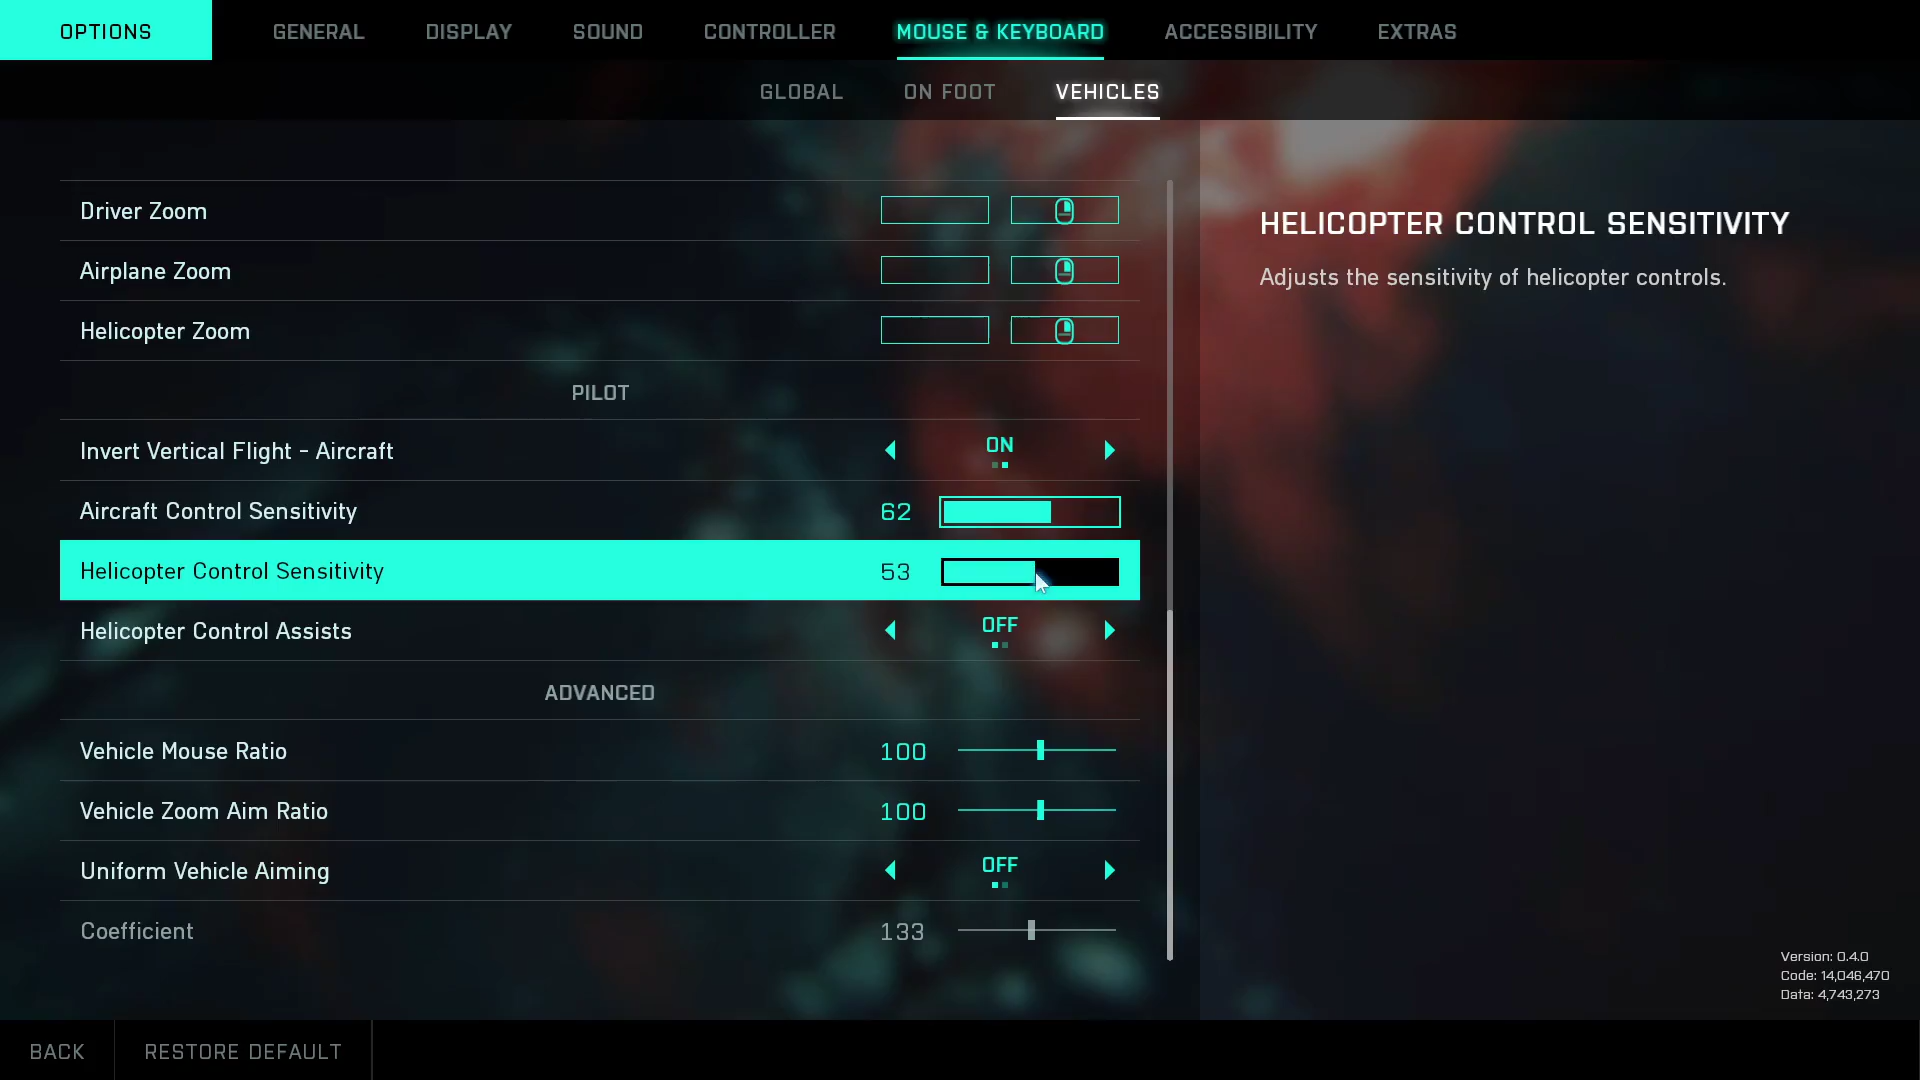 OPTIONS GENERAL DISPLAY SOUND CONTROLLER MOUSE & KEYBOARD ACCESSIBILITY EXTRAS
GLOBAL ON FOOT VEHICLES
Driver Zoom
Airplane Zoom
Helicopter Zoom
PILOT
Invert Vertical Flight - Aircraft ON
Aircraft Control Sensitivity 62
Helicopter Control Sensitivity 53
Helicopter Control Assists OFF
ADVANCED
Vehicle Mouse Ratio 100
Vehicle Zoom Aim Ratio 100
Uniform Vehicle Aiming OFF
Coefficient 133
HELICOPTER CONTROL SENSITIVITY
Adjusts the sensitivity of helicopter controls.
Version: 0.4.0
Code: 14,046,470
Data: 4,743,273
BACK RESTORE DEFAULT